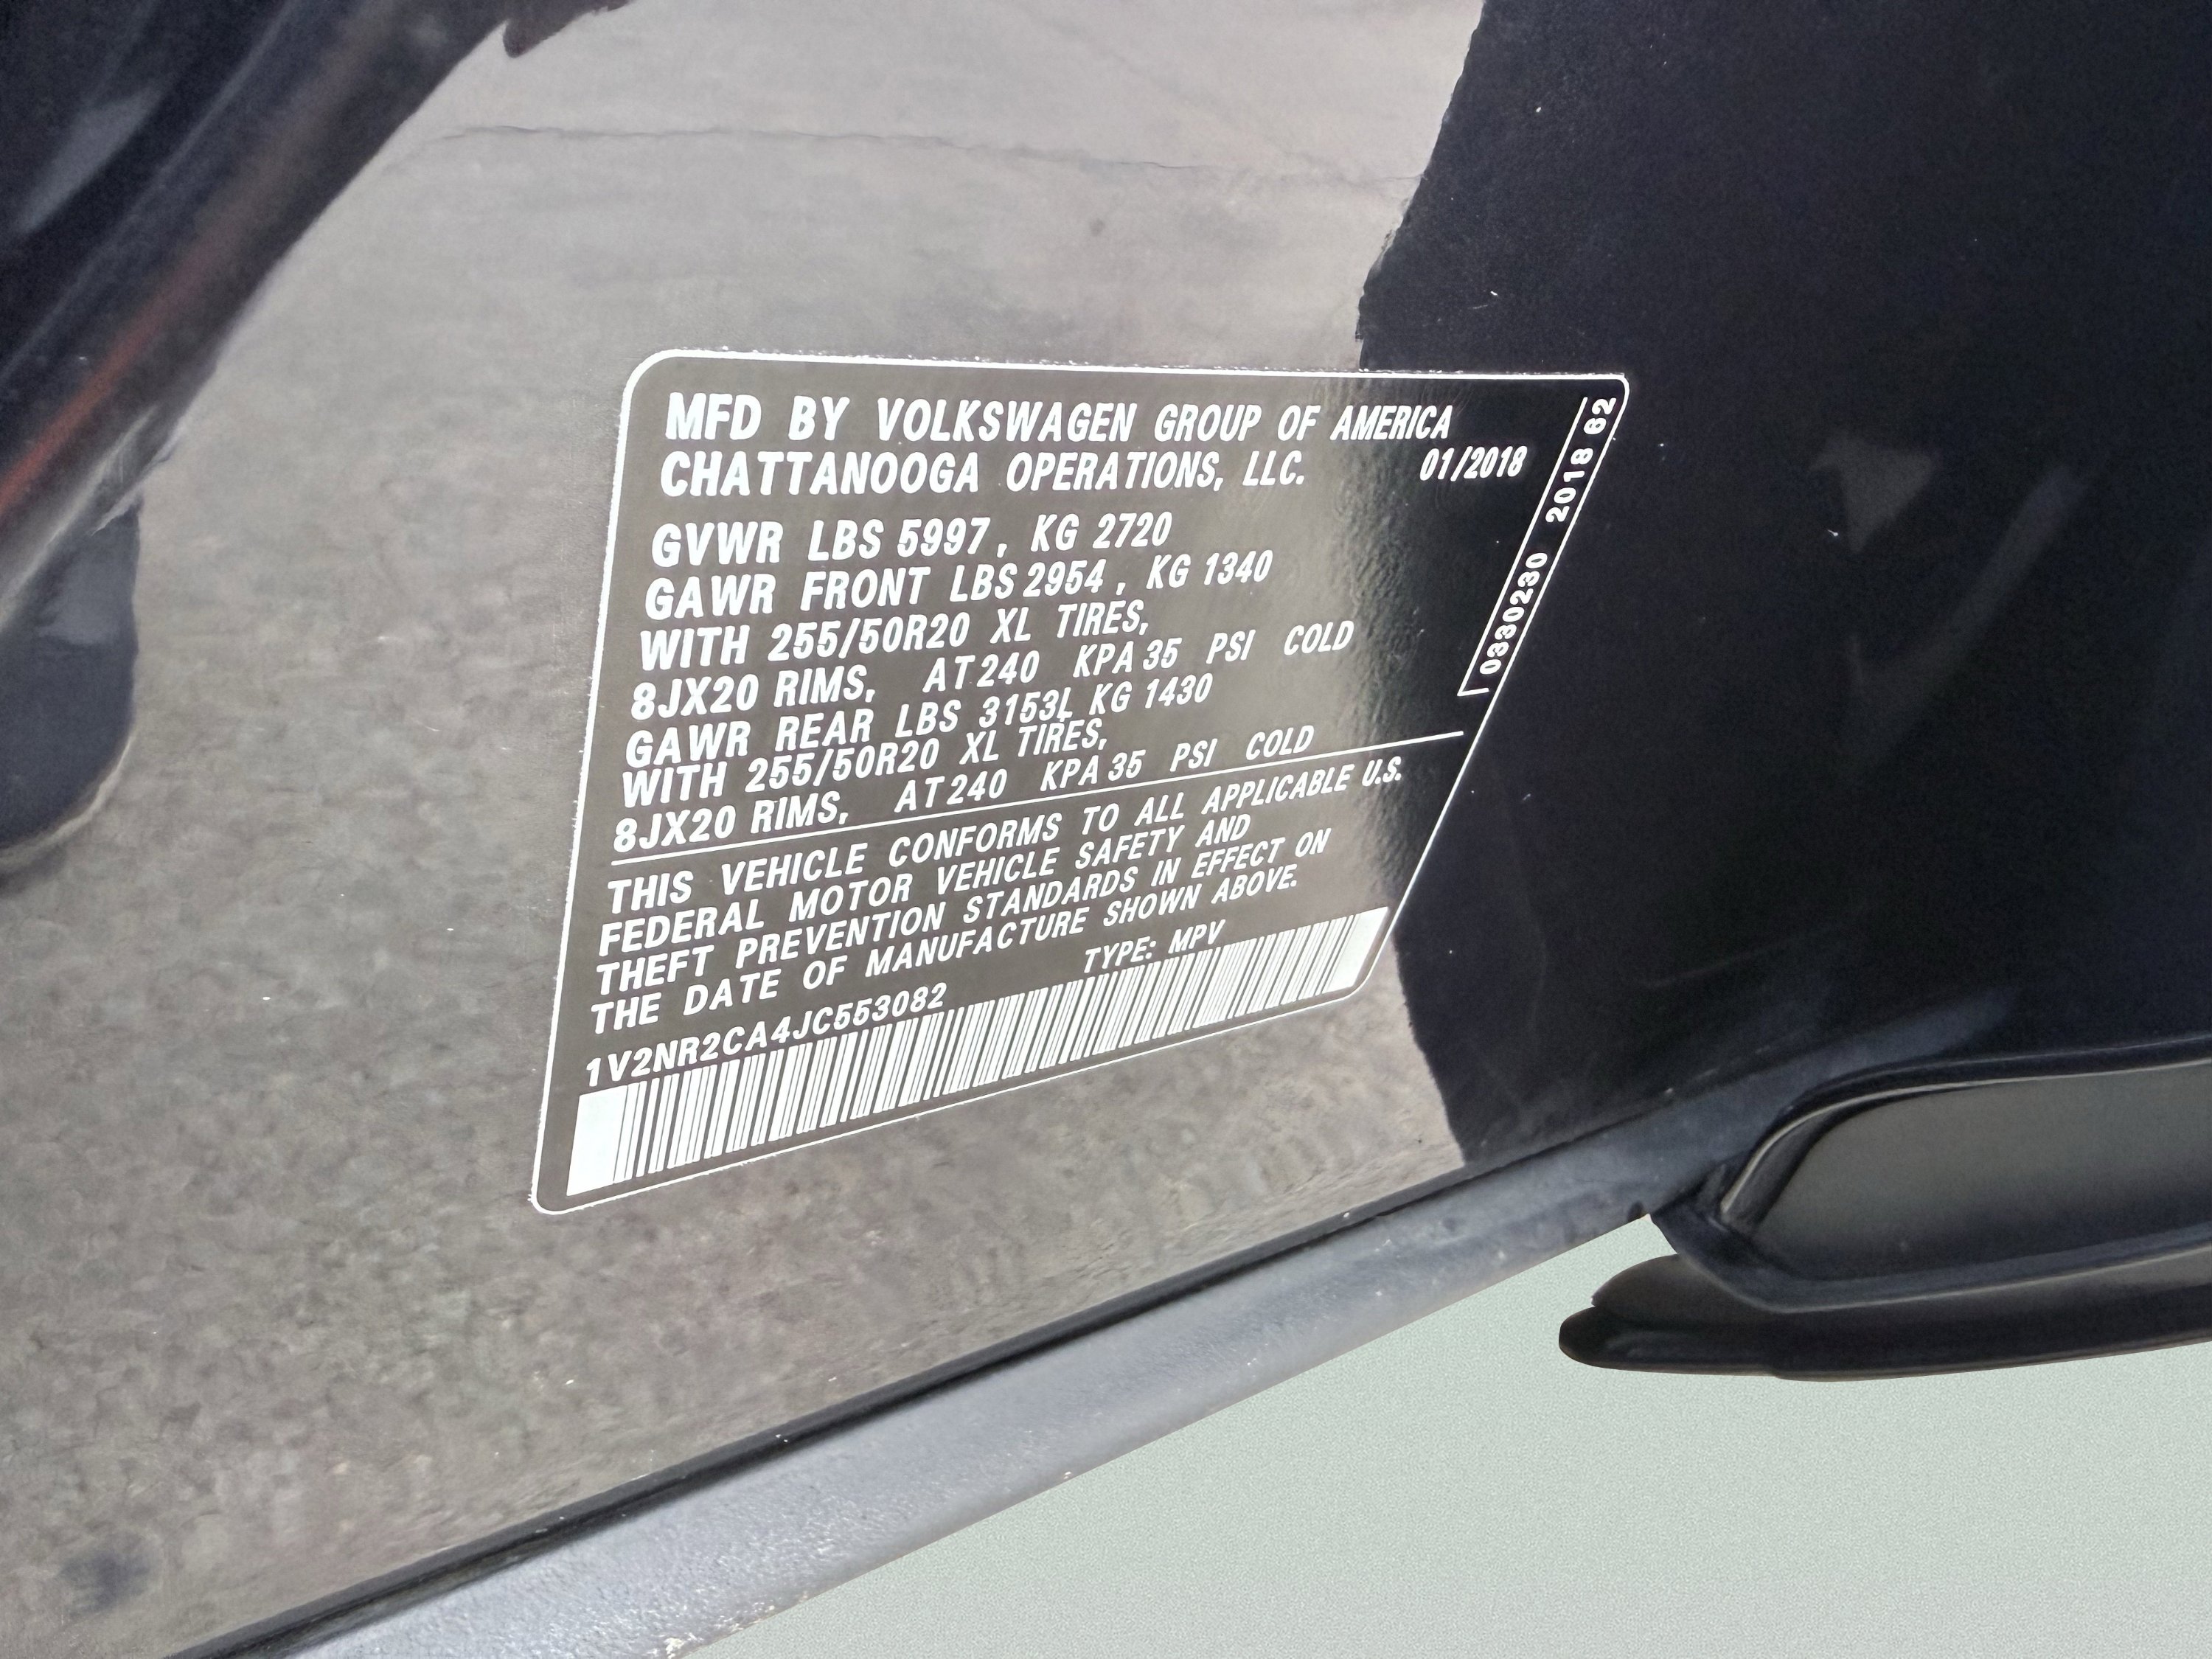 MFD BY VOLKSWAGEN GROUP OF AMERICA
CHATTANOOGA OPERATIONS, LLC.
01/2018
GVWR LBS 5997, KG 2720
GAWR FRONT LBS 2954, KG 1340
WITH 255/50R20 XL TIRES,
8JX20 RIMS, AT 240 KPA 35 PSI COLD
GAWR REAR LBS 3153, KG 1430
WITH 255/50R20 XL TIRES,
8JX20 RIMS, AT 240 KPA 35 PSI COLD
THIS VEHICLE CONFORMS TO ALL APPLICABLE U.S.
FEDERAL MOTOR VEHICLE SAFETY AND
THEFT PREVENTION STANDARDS IN EFFECT ON
THE DATE OF MANUFACTURE SHOWN ABOVE.
1V2NR2CA4JC553082 TYPE: MPV
0330230 2018 62